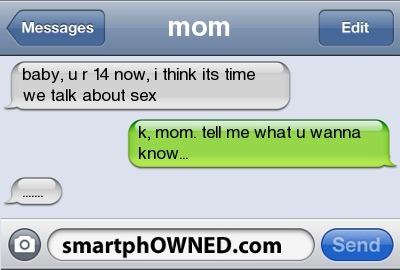 Messages mom Edit
baby, u r 14 now, i think its time
we talk about sex
k, mom. tell me what u wanna
know...
.......
smartphOWNED.com Send